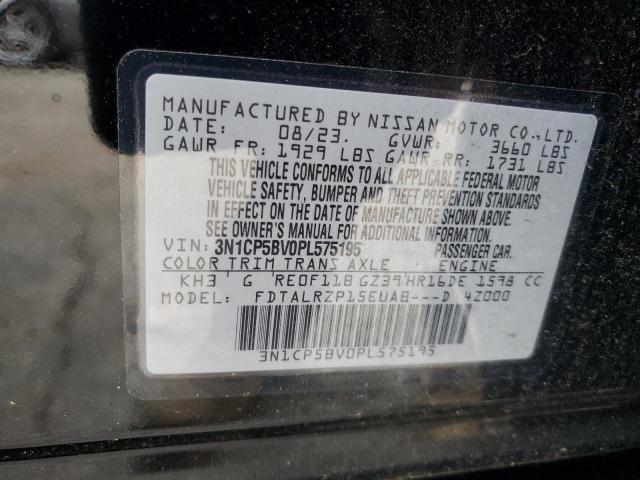 MANUFACTURED BY NISSAN MOTOR CO., LTD.
DATE: 08/23. GVWR: 3660 LBS
GAWR FR: 1929 LBS GAWR RR: 1731 LBS
THIS VEHICLE CONFORMS TO ALL APPLICABLE FEDERAL MOTOR
VEHICLE SAFETY, BUMPER AND THEFT PREVENTION STANDARDS
IN EFFECT ON THE DATE OF MANUFACTURE SHOWN ABOVE.
SEE OWNER'S MANUAL FOR ADDITIONAL INFORMATION.
VIN: 3N1CP5BV0PL575195 PASSENGER CAR.
COLOR TRIM TRANS AXLE ENGINE
KH3 G RE0F11B GZ39 HR16DE 1598 CC
MODEL: FDTALRZP15EUAB---D 4Z000
3N1CP5BV0PL575195